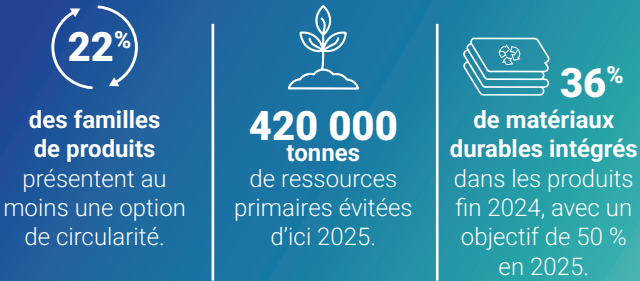 22%
des familles
de produits
présentent au
moins une option
de circularité.
420 000
tonnes
de ressources
primaires évitées
d’ici 2025.
36%
de matériaux
durables intégrés
dans les produits
fin 2024, avec un
objectif de 50 %
en 2025.